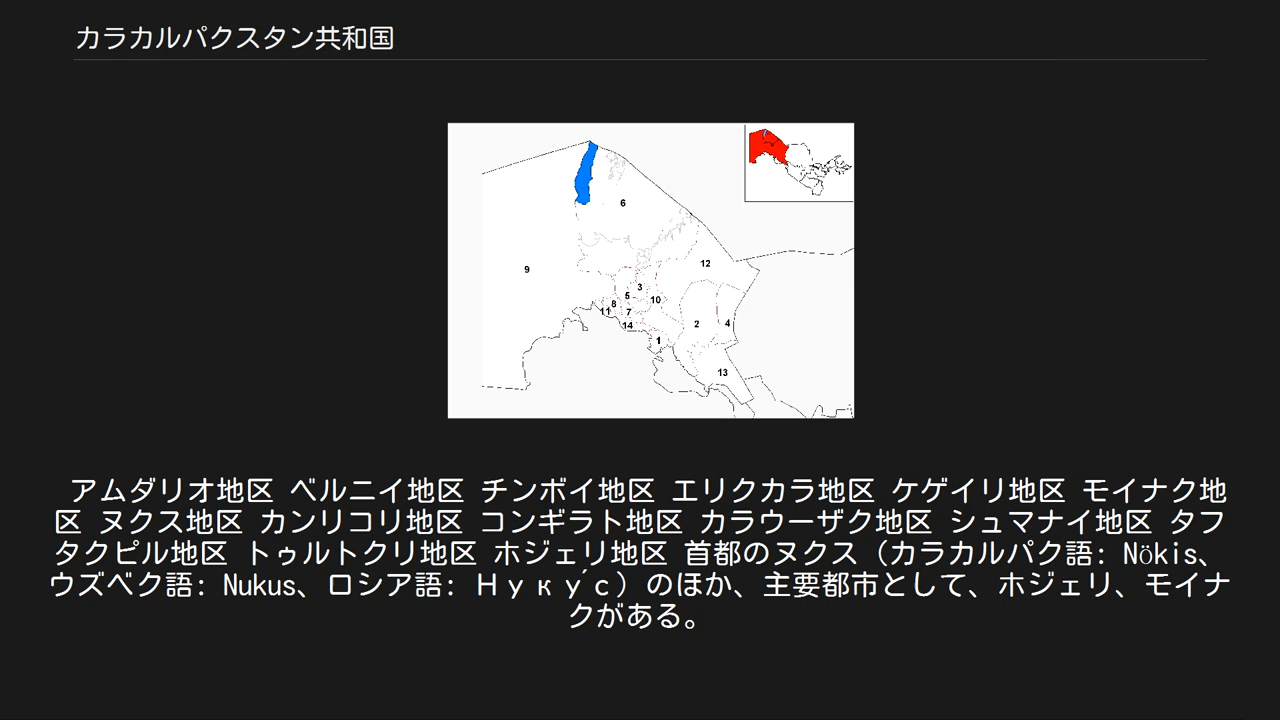 カラカルパクスタン共和国
6
9
12
3
5
10
8
11
7
2
4
14
1
13
アムダリオ地区 ベルニイ地区 チンボイ地区 エリクカラ地区 ケゲイリ地区 モイナク地
区 ヌクス地区 カンリコリ地区 コンギラト地区 カラウーザク地区 シュマナイ地区 タフ
タクピル地区 トゥルトクリ地区 ホジェリ地区 首都のヌクス（カラカルパク語: Nökis、
ウズベク語: Nukus、ロシア語: Нуку́с）のほか、主要都市として、ホジェリ、モイナ
クがある。